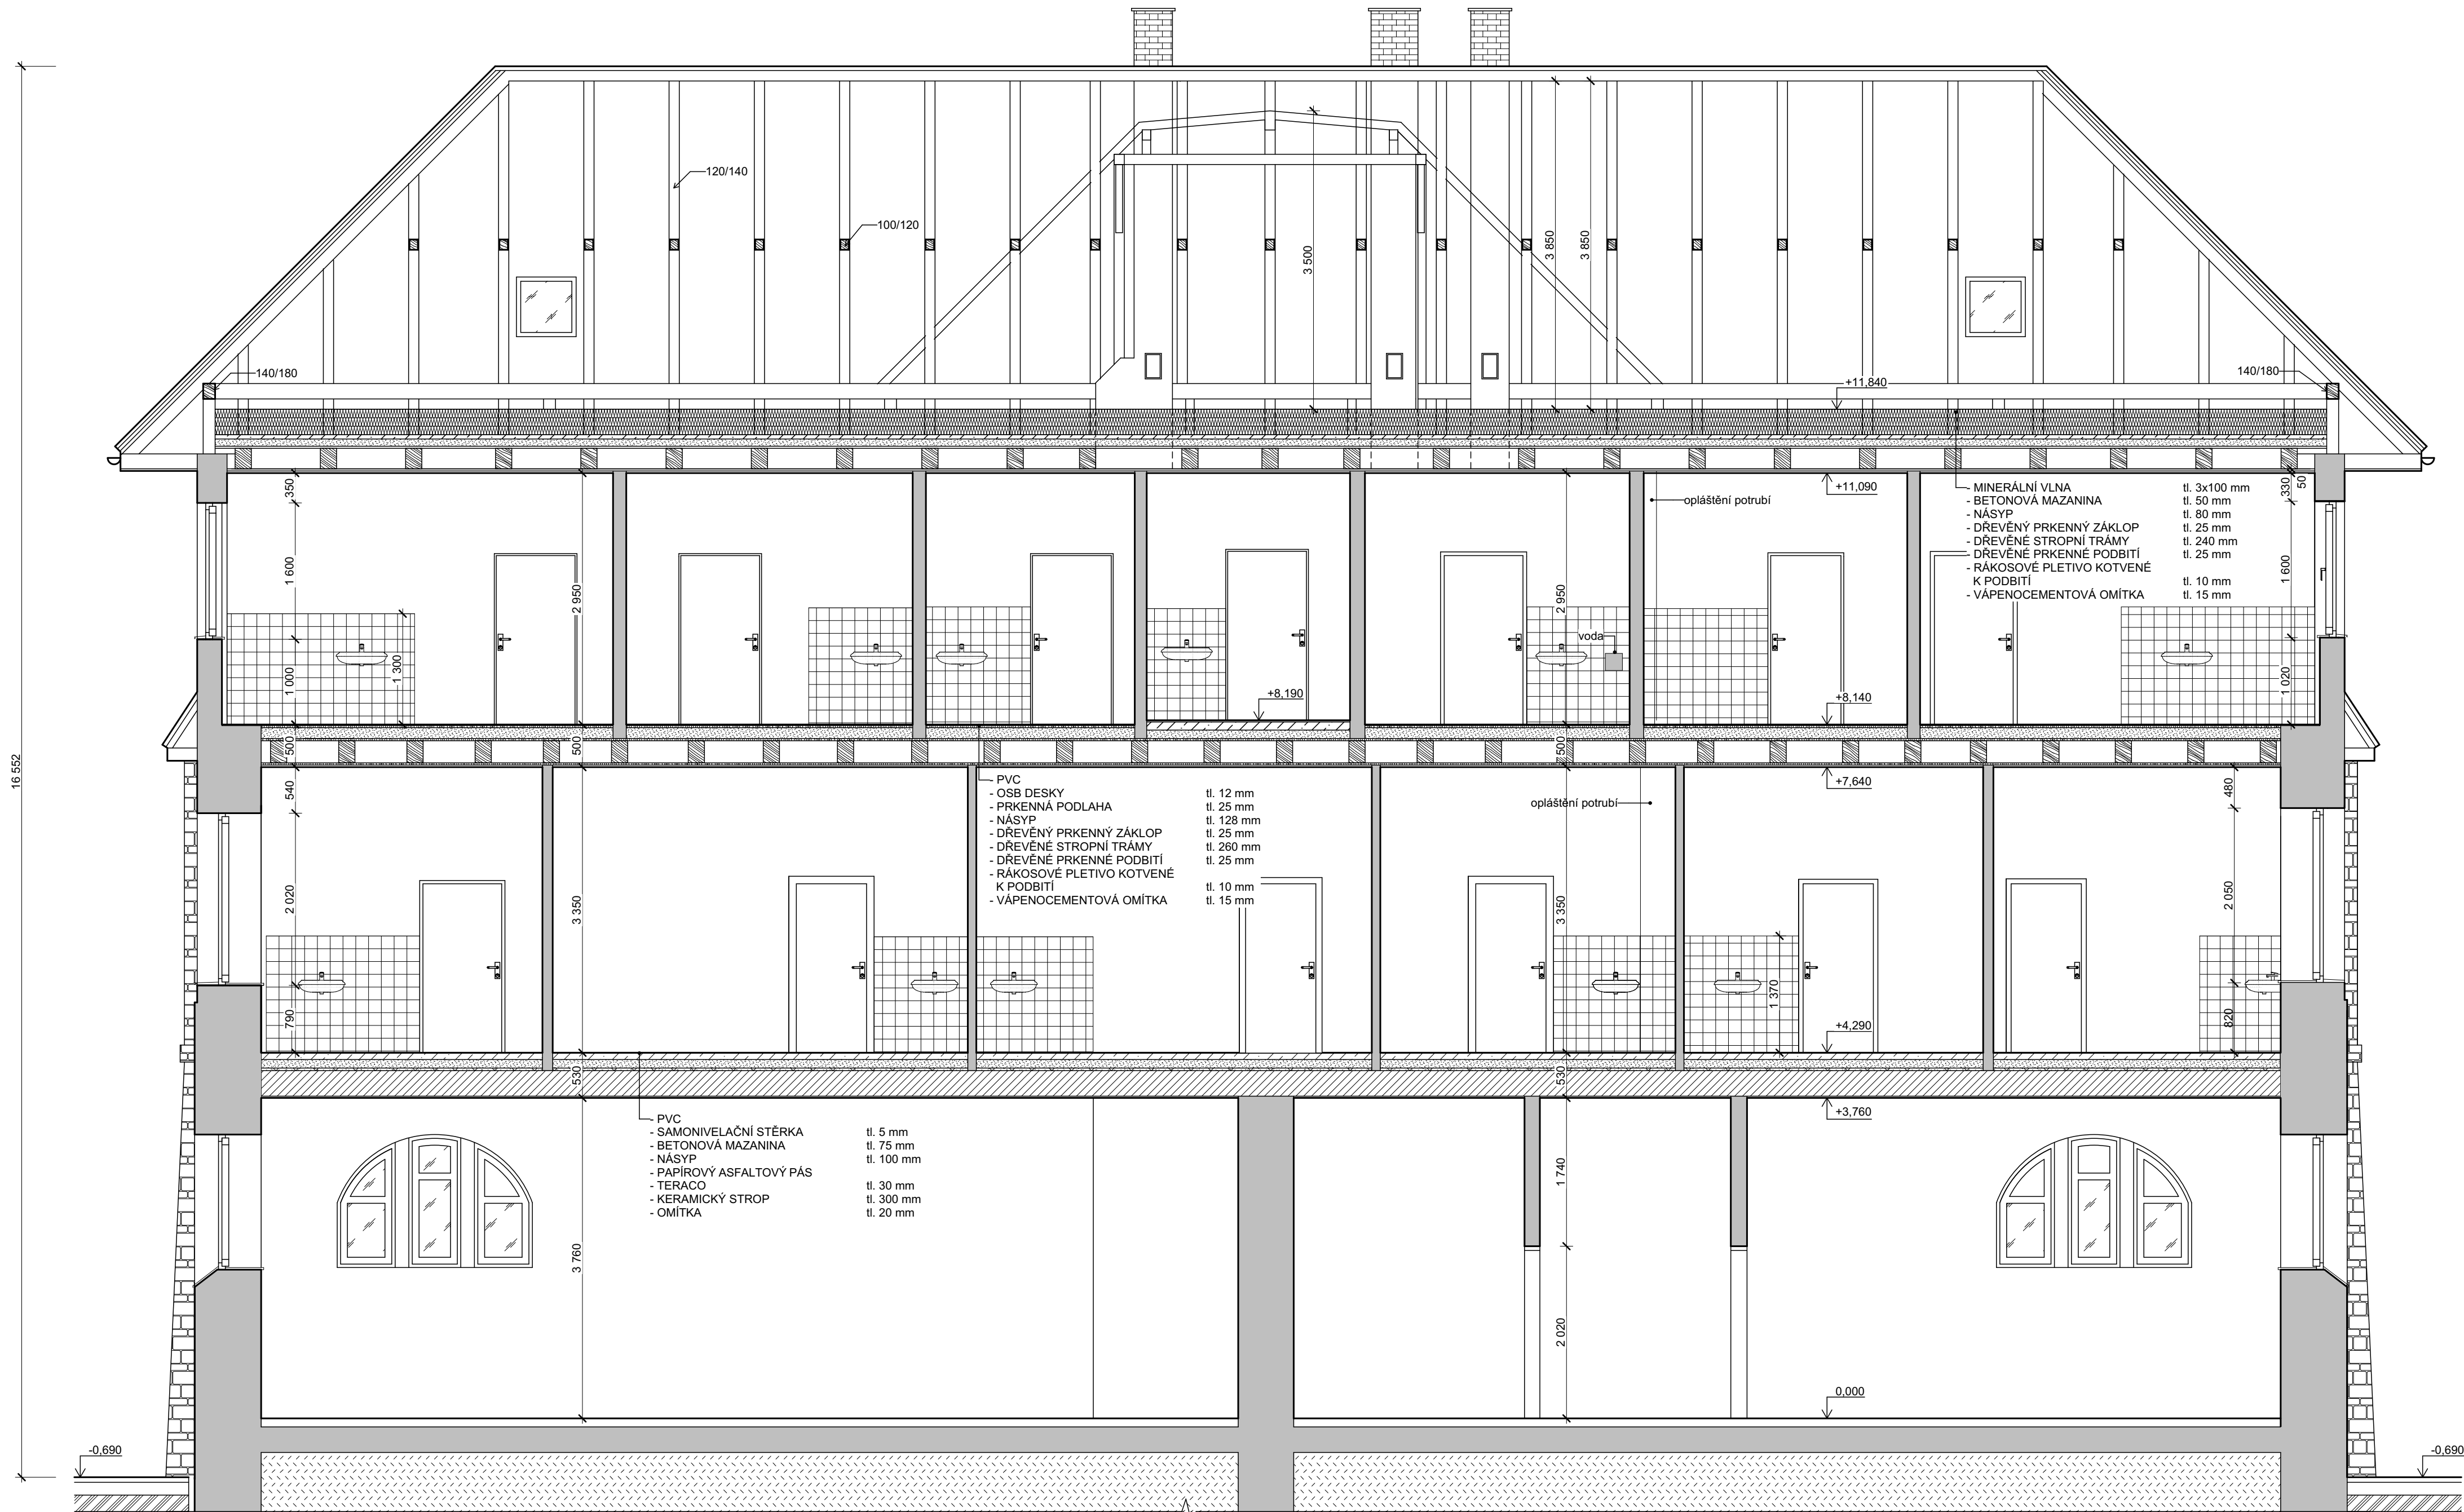 120/140
100/120
3 500
3 850
3 850
140/180
140/180
+11,840
16 552
350
1 600
1 000
1 300
2 950
+8,190
2 950
voda
opláštění potrubí
+11,090
+8,140
- MINERÁLNÍ VLNA tl. 3x100 mm
- BETONOVÁ MAZANINA tl. 50 mm
- NÁSYP tl. 80 mm
- DŘEVĚNÝ PRKENNÝ ZÁKLOP tl. 25 mm
- DŘEVĚNÉ STROPNÍ TRÁMY tl. 240 mm
- DŘEVĚNÉ PRKENNÉ PODBITÍ tl. 25 mm
- RÁKOSOVÉ PLETIVO KOTVENÉ
K PODBITÍ tl. 10 mm
- VÁPENOCEMENTOVÁ OMÍTKA tl. 15 mm
330
50
1 600
1 020
500
500
500
540
2 020
790
3 350
- PVC
- OSB DESKY tl. 12 mm
- PRKENNÁ PODLAHA tl. 25 mm
- NÁSYP tl. 128 mm
- DŘEVĚNÝ PRKENNÝ ZÁKLOP tl. 25 mm
- DŘEVĚNÉ STROPNÍ TRÁMY tl. 260 mm
- DŘEVĚNÉ PRKENNÉ PODBITÍ tl. 25 mm
- RÁKOSOVÉ PLETIVO KOTVENÉ
K PODBITÍ tl. 10 mm
- VÁPENOCEMENTOVÁ OMÍTKA tl. 15 mm
opláštění potrubí
3 350
+7,640
1 370
+4,290
480
2 050
820
530
530
- PVC
- SAMONIVELAČNÍ STĚRKA tl. 5 mm
- BETONOVÁ MAZANINA tl. 75 mm
- NÁSYP tl. 100 mm
- PAPÍROVÝ ASFALTOVÝ PÁS
- TERACO tl. 30 mm
- KERAMICKÝ STROP tl. 300 mm
- OMÍTKA tl. 20 mm
3 760
1 740
2 020
+3,760
0,000
-0,690
-0,690